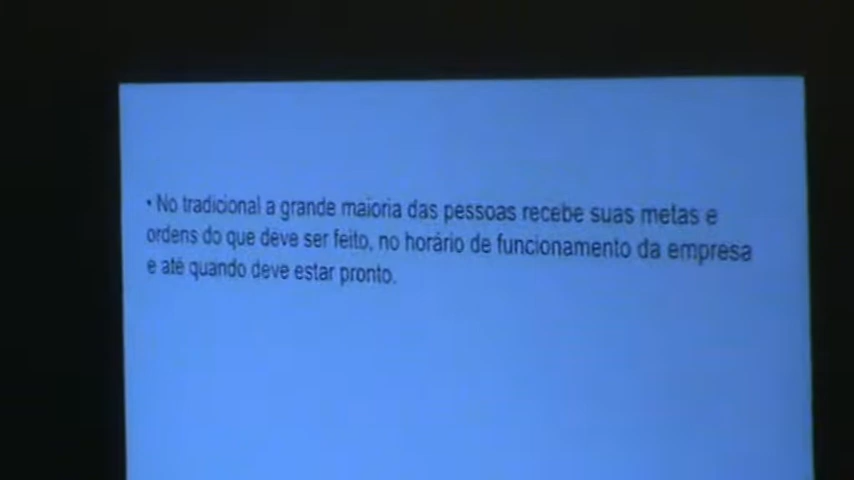 • No tradicional a grande maioria das pessoas recebe suas metas e
ordens do que deve ser feito, no horário de funcionamento da empresa
e até quando deve estar pronto.